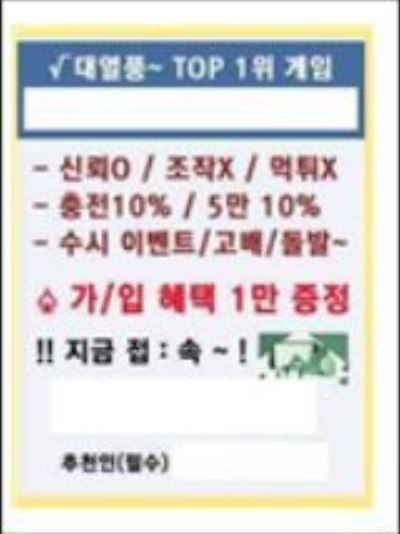 √대열풍~ TOP 1위 게임
- 신뢰O / 조작X / 먹튀X
- 충전10% / 5만 10%
- 수시 이벤트/고배/돌발~
♤ 가/입 혜택 1만 증정
!! 지금 접 : 속 ~ !
추천인(필수)